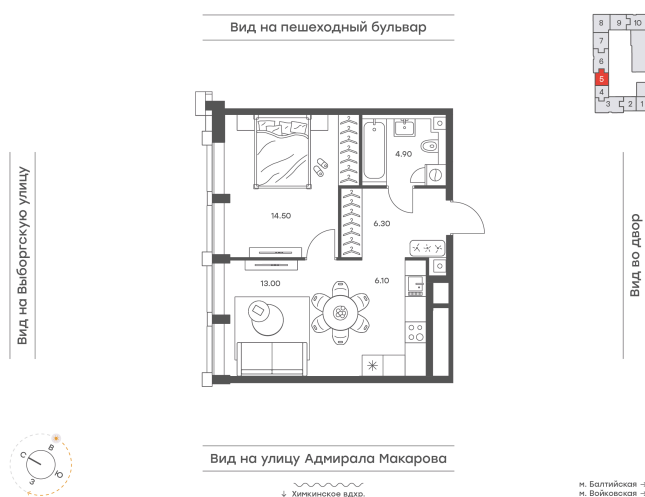 Вид на пешеходный бульвар
8 9 10
7
6
5
4
3 2 1
Вид на Выборгскую улицу
Вид во двор
4.90
14.50
6.30
13.00
6.10
Вид на улицу Адмирала Макарова
С В Ю З
↓ Химкинское вдхр.
м. Балтийская
м. Войковская